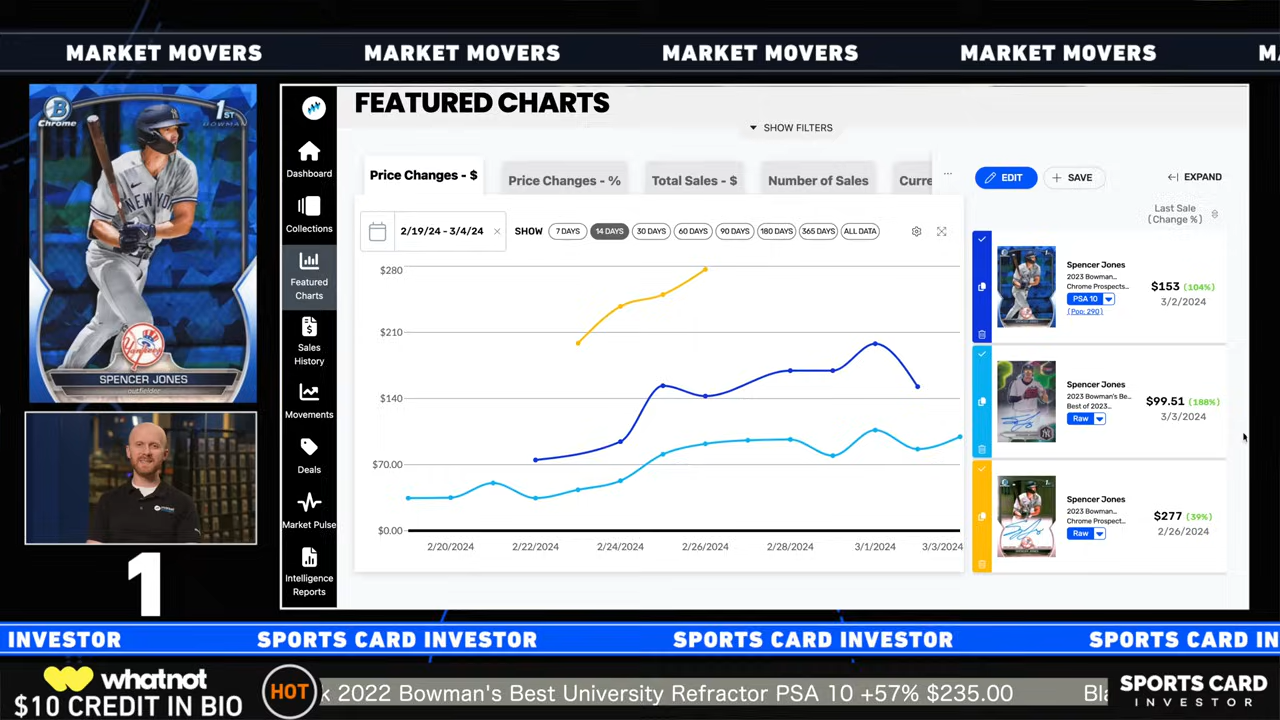 MARKET MOVERS MARKET MOVERS MARKET MOVERS MARKET MOVERS
Chrome
1ST
BOWMAN
NEW YORK
Yankees
SPENCER JONES
outfielder
1
Dashboard
Collections
Featured
Charts
Sales
History
Movements
Deals
Market Pulse
Intelligence
Reports
FEATURED CHARTS
SHOW FILTERS
Price Changes - $
Price Changes - %
Total Sales - $
Number of Sales
Curre
...
EDIT
+ SAVE
EXPAND
2/19/24 - 3/4/24 ×
SHOW
7 DAYS
14 DAYS
30 DAYS
60 DAYS
90 DAYS
180 DAYS
365 DAYS
ALL DATA
$280
$210
$140
$70.00
$0.00
2/20/2024 2/22/2024 2/24/2024 2/26/2024 2/28/2024 3/1/2024 3/3/2024
Last Sale
(Change %)
Spencer Jones
2023 Bowman...
Chrome Prospects...
PSA 10
(Pop: 290)
$153 (104%)
3/2/2024
Spencer Jones
2023 Bowman's Be...
Best of 2023...
Raw
$99.51 (188%)
3/3/2024
Spencer Jones
2023 Bowman...
Chrome Prospect...
Raw
$277 (39%)
2/26/2024
INVESTOR SPORTS CARD INVESTOR SPORTS CARD INVESTOR SPORTS CARD IN
whatnot
$10 CREDIT IN BIO
HOT
k 2022 Bowman's Best University Refractor PSA 10 +57% $235.00 Bla
SPORTS CARD
INVESTOR